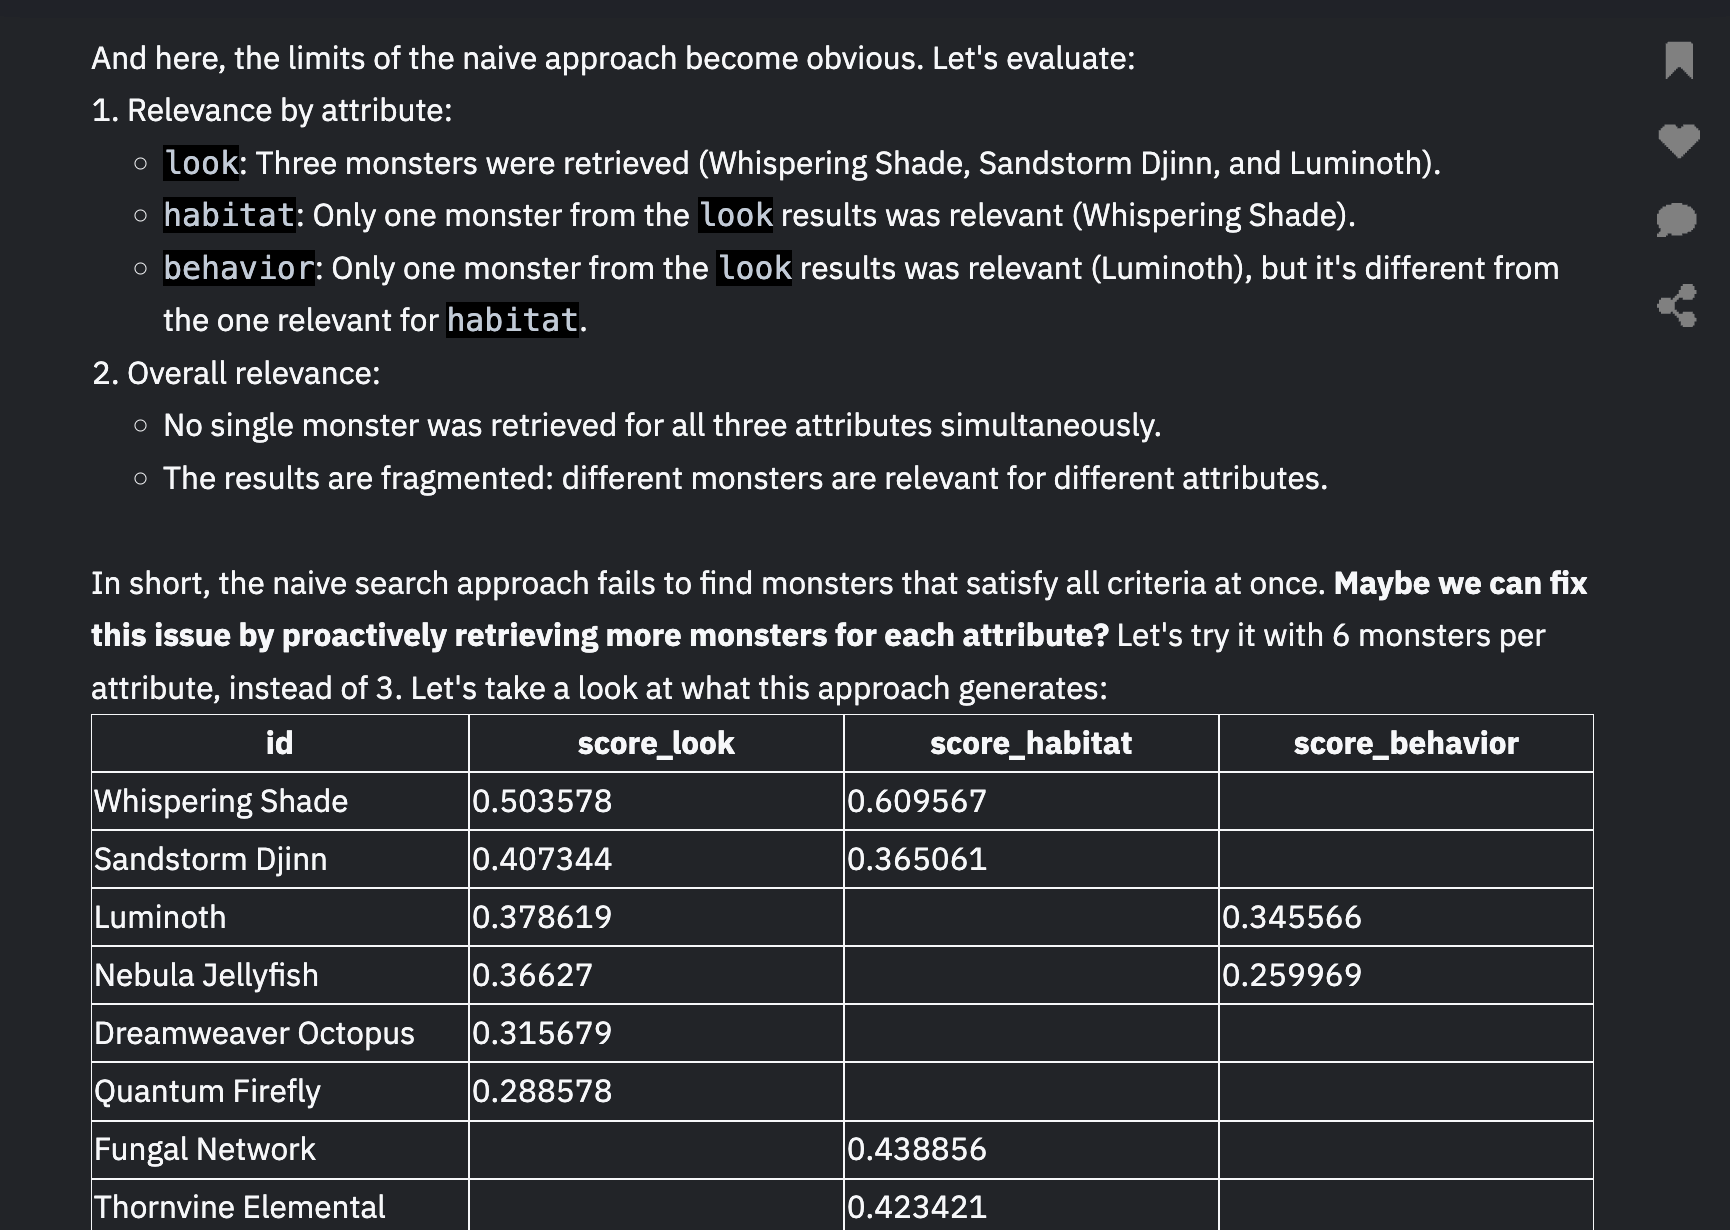 And here, the limits of the naive approach become obvious. Let's evaluate:
1. Relevance by attribute:
look: Three monsters were retrieved (Whispering Shade, Sandstorm Djinn, and Luminoth).
habitat: Only one monster from the look results was relevant (Whispering Shade).
behavior: Only one monster from the look results was relevant (Luminoth), but it's different from
the one relevant for habitat.
2. Overall relevance:
No single monster was retrieved for all three attributes simultaneously.
The results are fragmented: different monsters are relevant for different attributes.
In short, the naive search approach fails to find monsters that satisfy all criteria at once. Maybe we can fix
this issue by proactively retrieving more monsters for each attribute? Let's try it with 6 monsters per
attribute, instead of 3. Let's take a look at what this approach generates:
id score_look score_habitat score_behavior
Whispering Shade 0.503578 0.609567
Sandstorm Djinn 0.407344 0.365061
Luminoth 0.378619 0.345566
Nebula Jellyfish 0.36627 0.259969
Dreamweaver Octopus 0.315679
Quantum Firefly 0.288578
Fungal Network 0.438856
Thornvine Elemental 0.423421